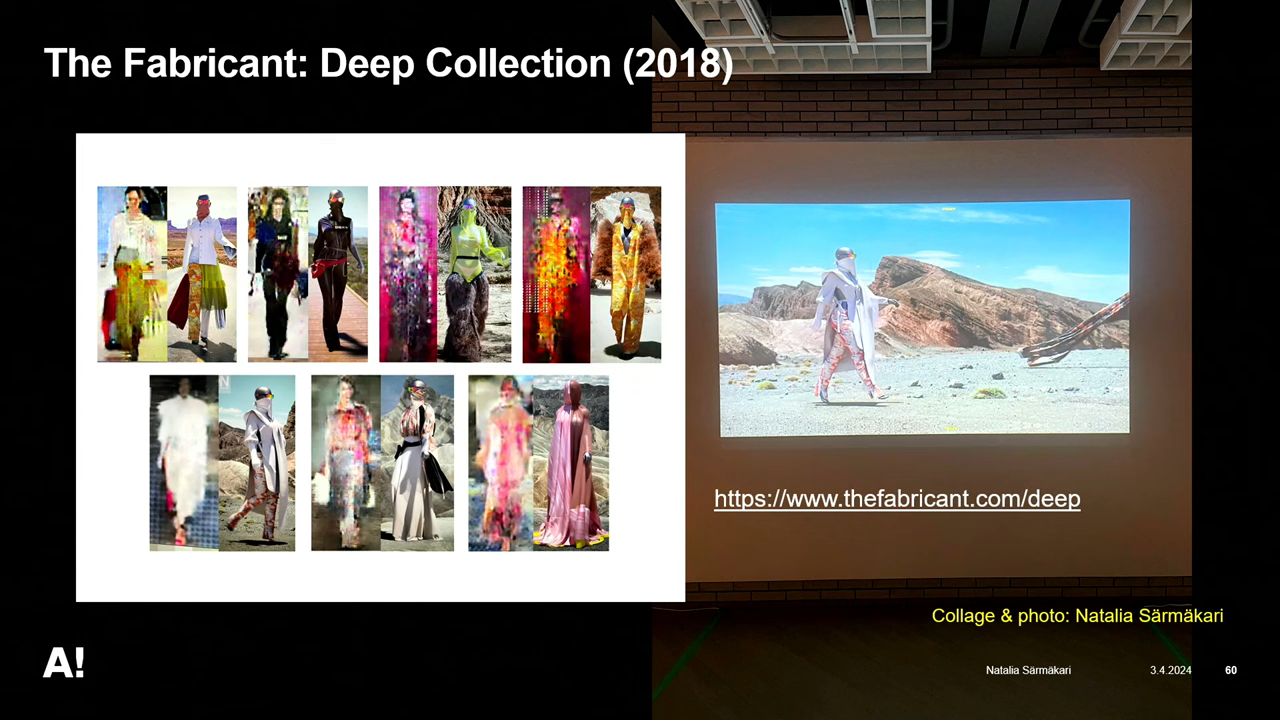 The Fabricant: Deep Collection (2018)
https://www.thefabricant.com/deep
Collage & photo: Natalia Särmäkari
A!
Natalia Särmäkari
3.4.2024
60